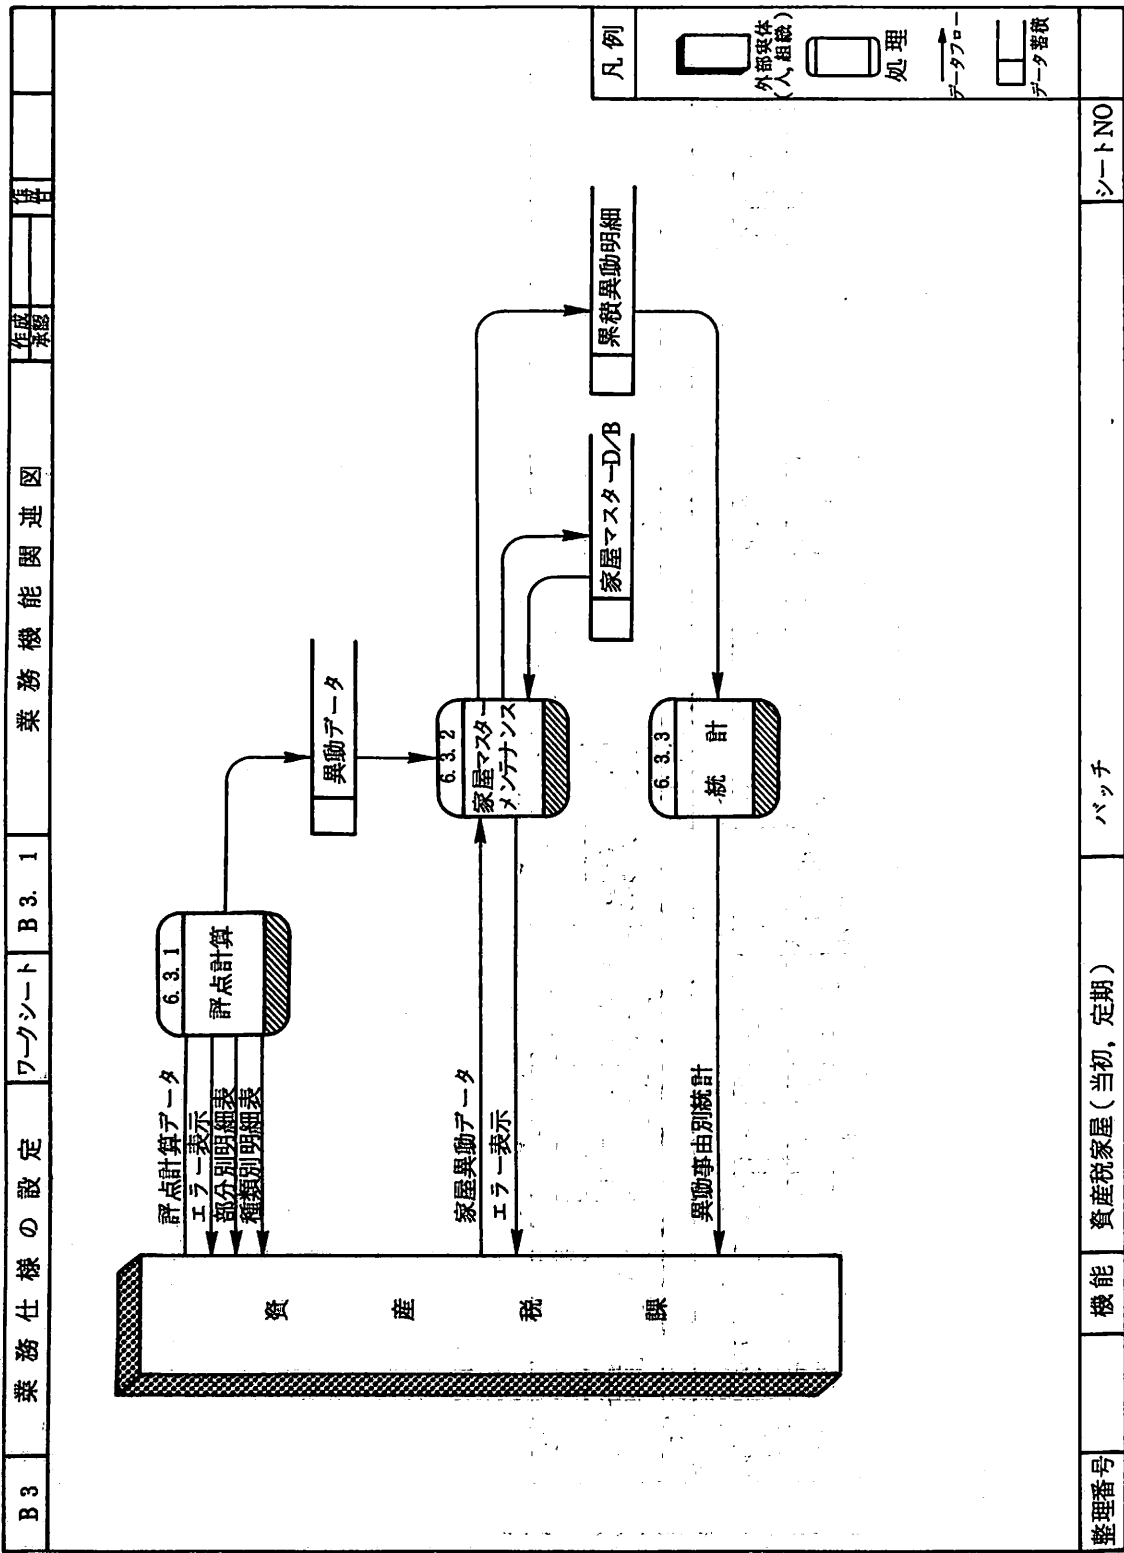 B3
業務仕様の設定
ワークシート
B3.1
業務機能関連図
作成
承認
作成
月日
凡例
外部実体
(人,組織)
処理
データフロー
データ蓄積
評点計算データ
エラー表示
部分別明細表
種類別明細表
6.3.1
評点計算
異動データ
資産税課
家屋異動データ
エラー表示
6.3.2
家屋マスター
メンテナンス
家屋マスターD/B
累積異動明細
異動事由別統計
6.3.3
統計
整理番号
機能
資産税家屋(当初,定期)
バッチ
シートNO